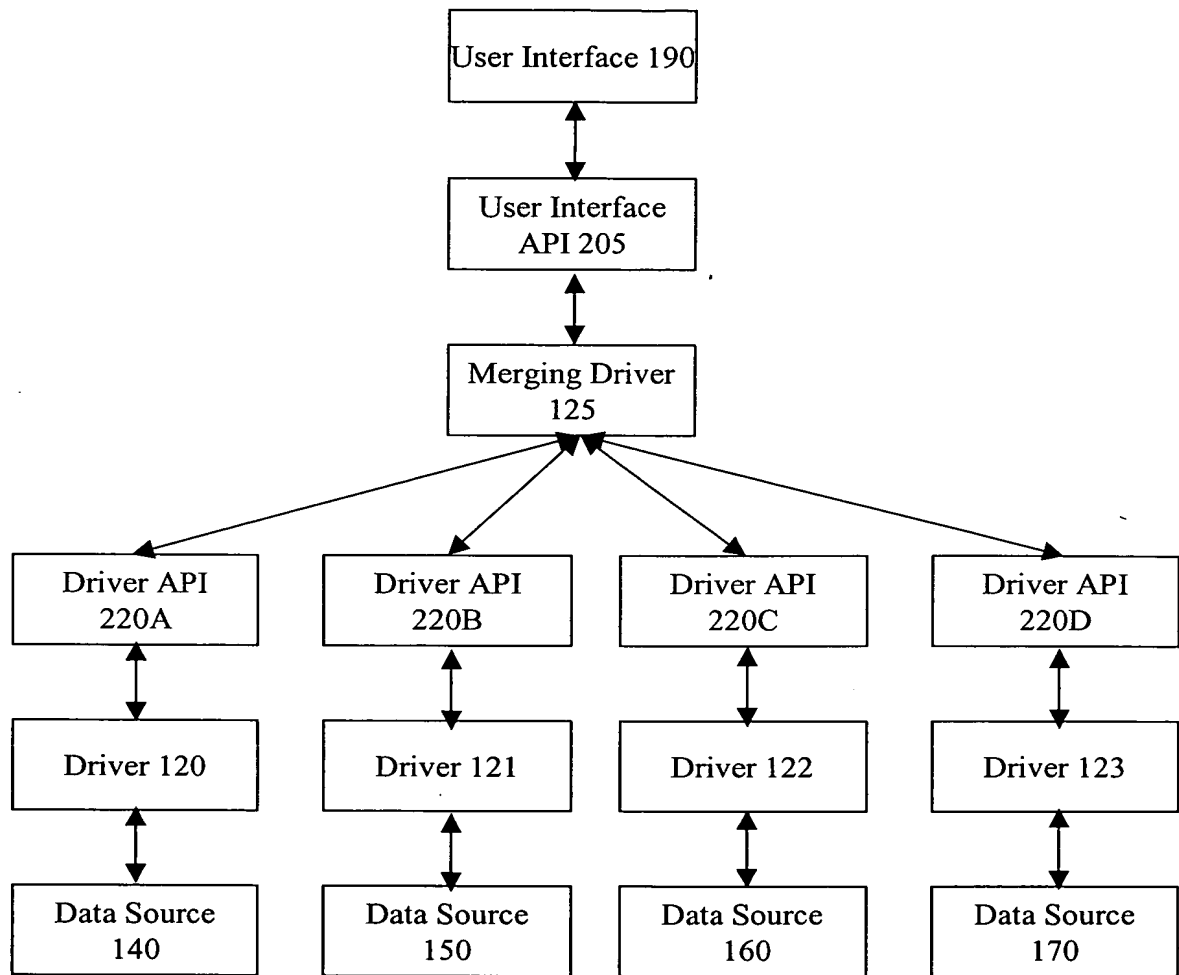 User Interface 190
User Interface
API 205
Merging Driver
125
Driver API
220A
Driver API
220B
Driver API
220C
Driver API
220D
Driver 120
Driver 121
Driver 122
Driver 123
Data Source
140
Data Source
150
Data Source
160
Data Source
170